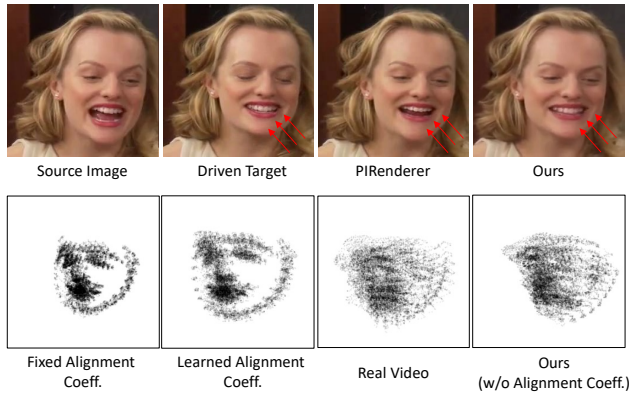 Source Image
Driven Target
PIRenderer
Ours
Fixed Alignment
Coeff.
Learned Alignment
Coeff.
Real Video
Ours
(w/o Alignment Coeff.)